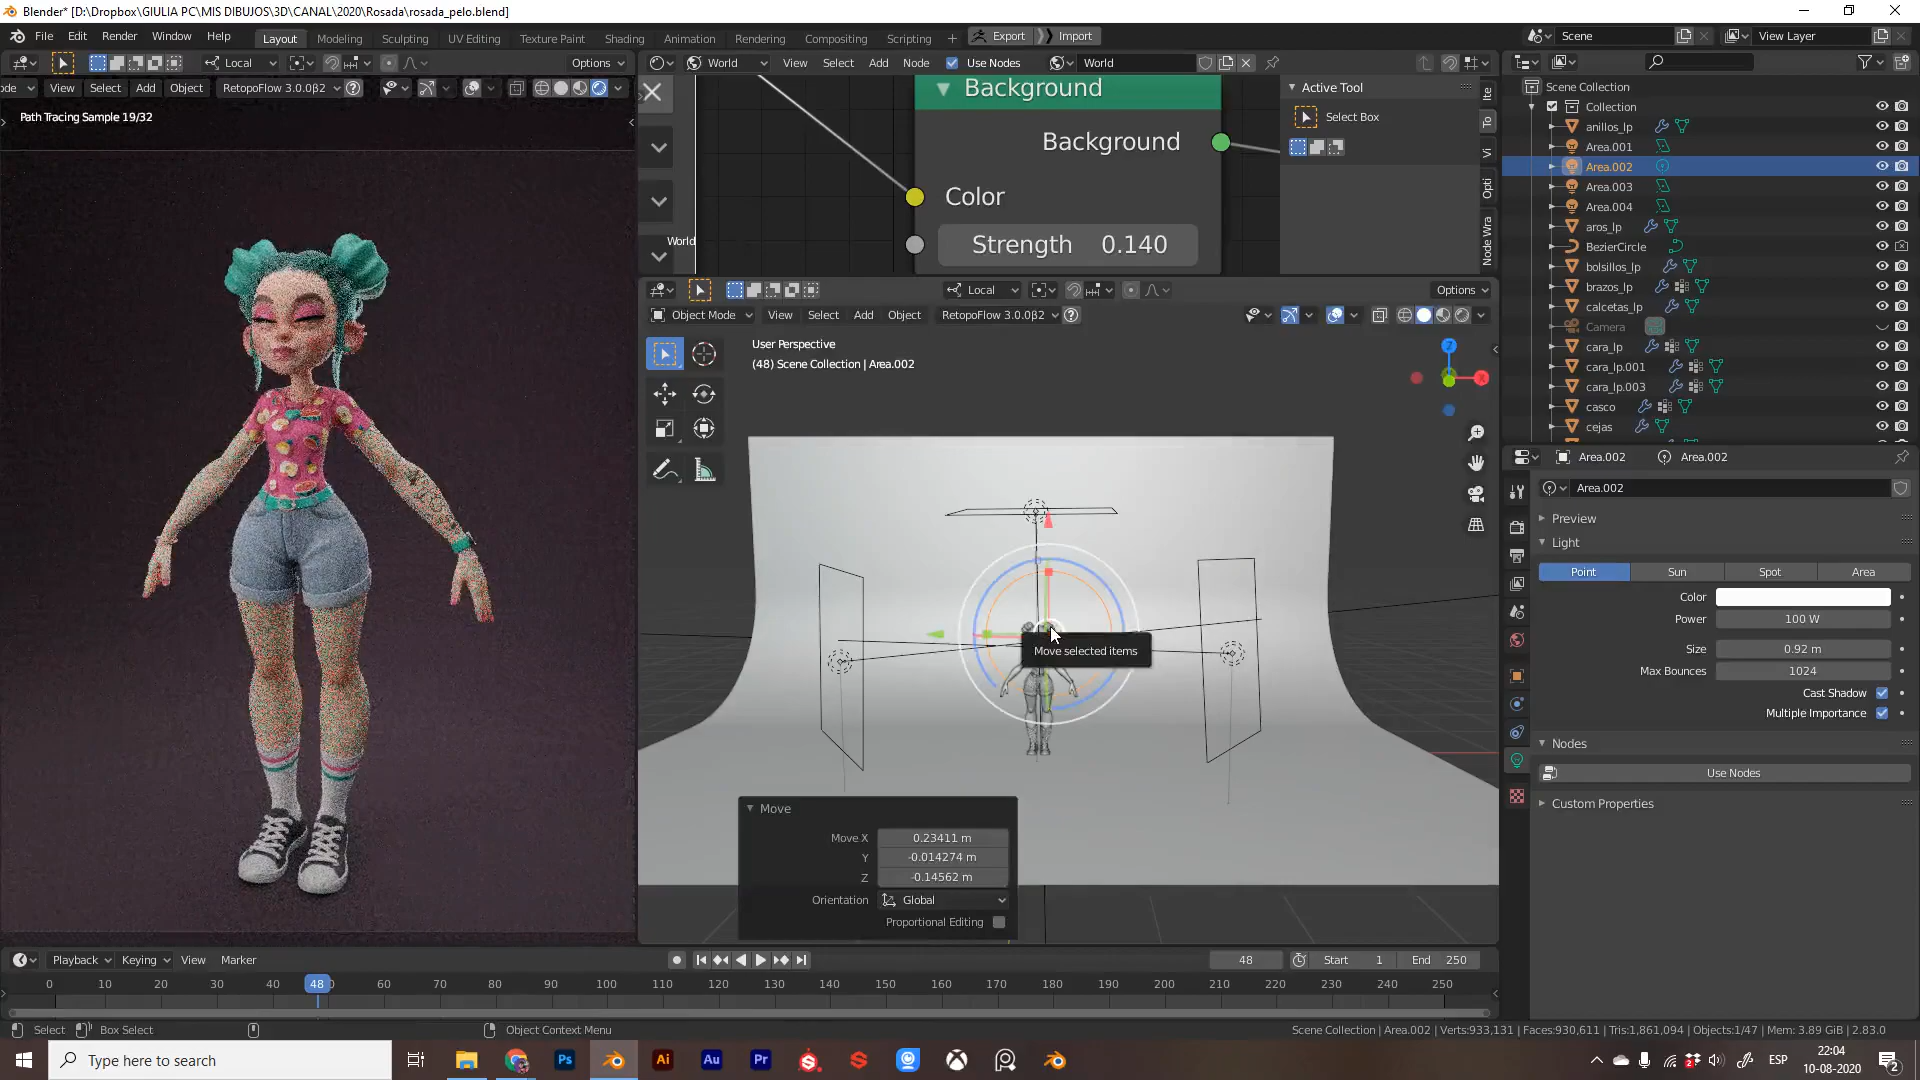 Blender* [D:\Dropbox\GIULIA PC\MIS DIBUJOS\3D\CANAL\2020\Rosada\rosada_pelo.blend]
File Edit Render Window Help
Layout Modeling Sculpting UV Editing Texture Paint Shading Animation Rendering Compositing Scripting
Export Import
Scene
View Layer
Local
Options
World View Select Add Node Use Nodes World
ode View Select Add Object RetopoFlow 3.0.0β2
Path Tracing Sample 19/32
Background
Background
Color
Strength 0.140
World
Active Tool
Select Box
Ite
To
Vi
Opti
Node Wra
Local
Options
Object Mode View Select Add Object RetopoFlow 3.0.0β2
User Perspective
(48) Scene Collection | Area.002
Z
X
Move selected items
Move
Move X 0.23411 m
Y -0.014274 m
Z -0.14562 m
Orientation Global
Proportional Editing
Scene Collection
Collection
anillos_lp
Area.001
Area.002
Area.003
Area.004
aros_lp
BezierCircle
bolsillos_lp
brazos_lp
calcetas_lp
Camera
cara_lp
cara_lp.001
cara_lp.003
casco
cejas
Area.002 Area.002
Area.002
Preview
Light
Point Sun Spot Area
Color
Power 100 W
Size 0.92 m
Max Bounces 1024
Cast Shadow
Multiple Importance
Nodes
Use Nodes
Custom Properties
Playback Keying View Marker
48 Start 1 End 250
0 20 30 40 48 60 70 80 90 100 110 120 130 140 150 160 170 180 190 200 210 220 230 240 250
Select Box Select Object Context Menu
Scene Collection | Area.002 | Verts:933,131 | Faces:930,611 | Tris:1,861,094 | Objects:1/47 | Mem: 3.89 GiB | 2.83.0
Type here to search
Ps
Ai
Au
Pr
ESP
22:04
10-08-2020
2